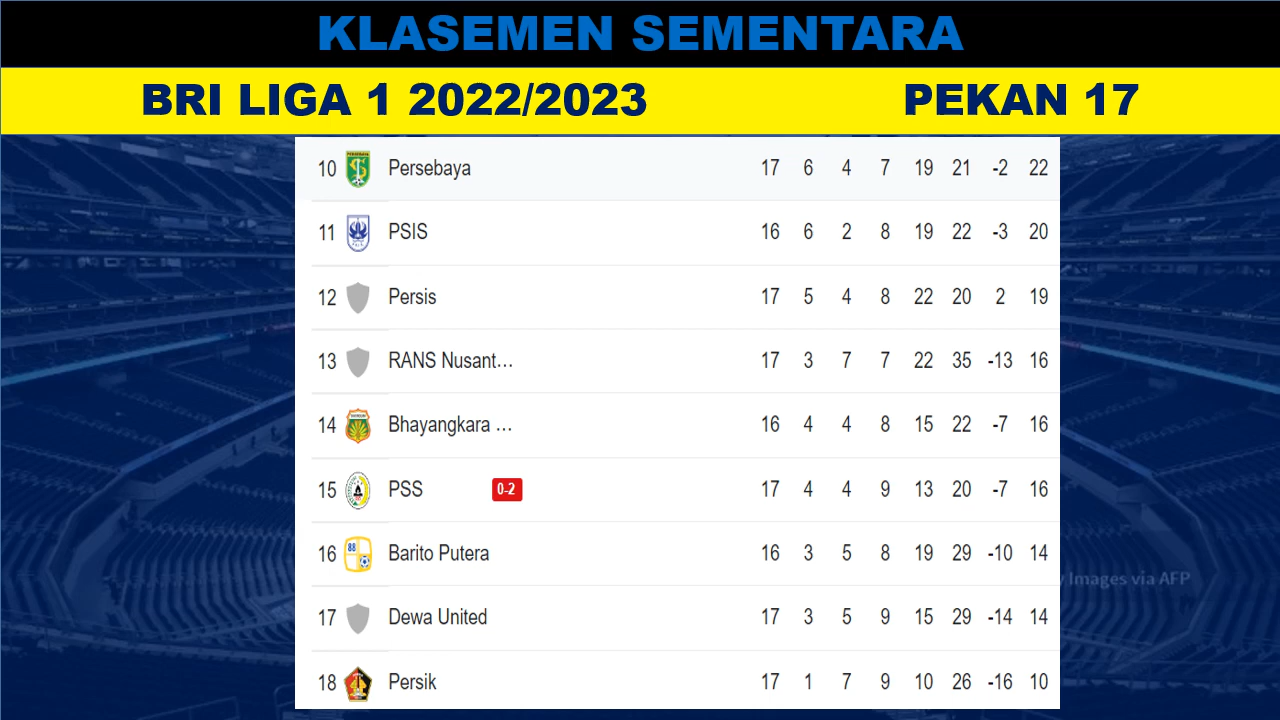 KLASEMEN SEMENTARA
BRI LIGA 1 2022/2023 PEKAN 17
10 Persebaya 17 6 4 7 19 21 -2 22
11 PSIS 16 6 2 8 19 22 -3 20
12 Persis 17 5 4 8 22 20 2 19
13 RANS Nusant... 17 3 7 7 22 35 -13 16
14 Bhayangkara ... 16 4 4 8 15 22 -7 16
15 PSS 0-2 17 4 4 9 13 20 -7 16
16 88 Barito Putera 16 3 5 8 19 29 -10 14
Images via AFP
17 Dewa United 17 3 5 9 15 29 -14 14
18 Persik 17 1 7 9 10 26 -16 10